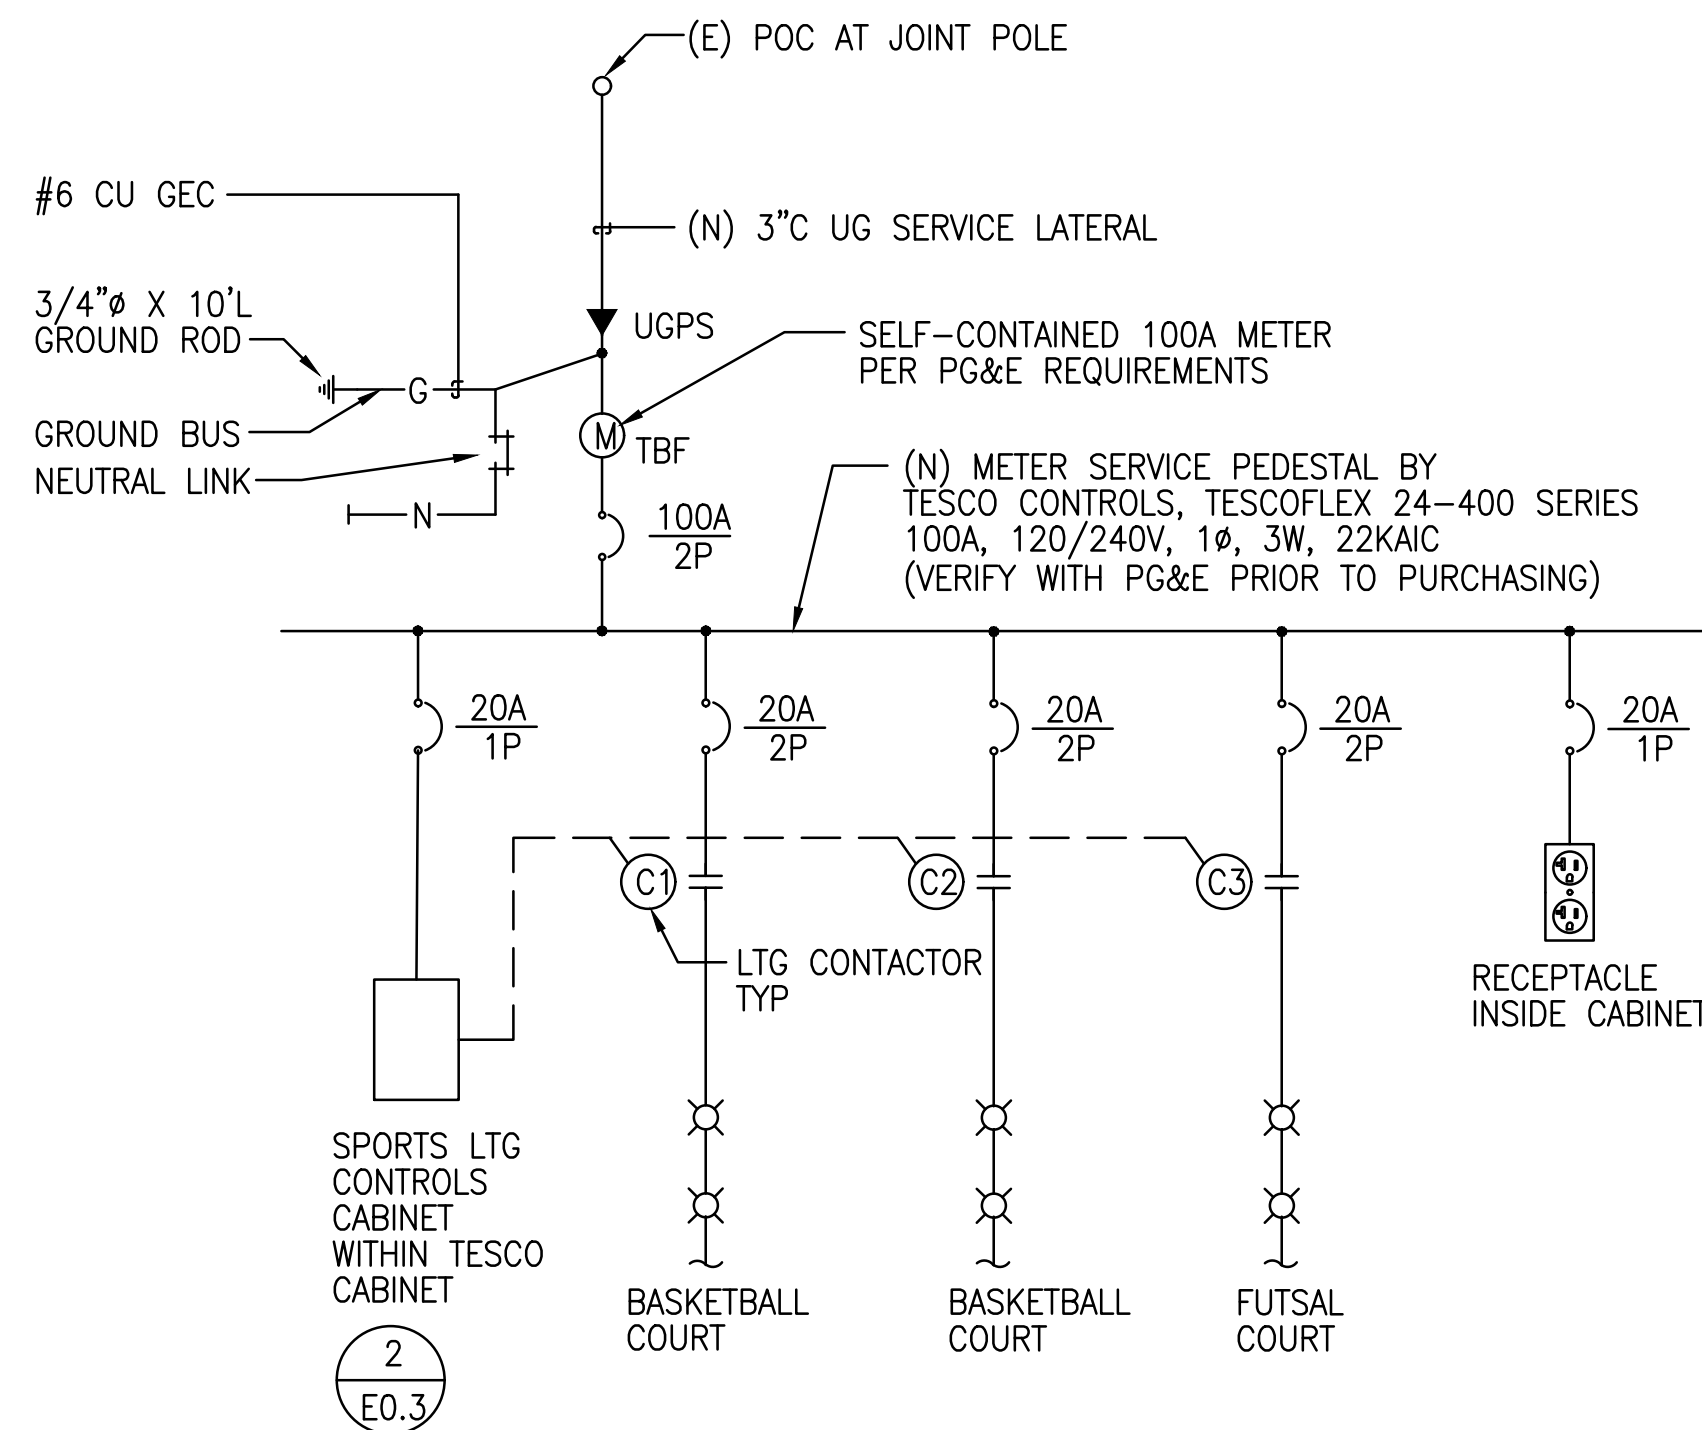 (E) POC AT JOINT POLE
#6 CU GEC
(N) 3"C UG SERVICE LATERAL
3/4"ø X 10'L
GROUND ROD
UGPS
SELF-CONTAINED 100A METER
PER PG&E REQUIREMENTS
G
GROUND BUS
M
TBF
NEUTRAL LINK
N
100A
2P
(N) METER SERVICE PEDESTAL BY
TESCO CONTROLS, TESCOFLEX 24-400 SERIES
100A, 120/240V, 1ø, 3W, 22KAIC
(VERIFY WITH PG&E PRIOR TO PURCHASING)
20A
1P
20A
2P
20A
2P
20A
2P
20A
1P
C1
C2
C3
LTG CONTACTOR
TYP
RECEPTACLE
INSIDE CABINET
SPORTS LTG
CONTROLS
CABINET
WITHIN TESCO
CABINET
BASKETBALL
COURT
BASKETBALL
COURT
FUTSAL
COURT
2
E0.3